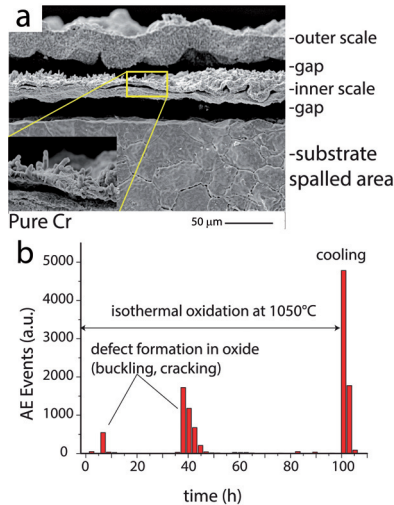 a
-outer scale
-gap
-inner scale
-gap
-substrate
spalled area
Pure Cr
50 µm
b
cooling
5000
isothermal oxidation at 1050°C
4000
defect formation in oxide
(buckling, cracking)
3000
2000
1000
0
AE Events (a.u.)
0 20 40 60 80 100
time (h)